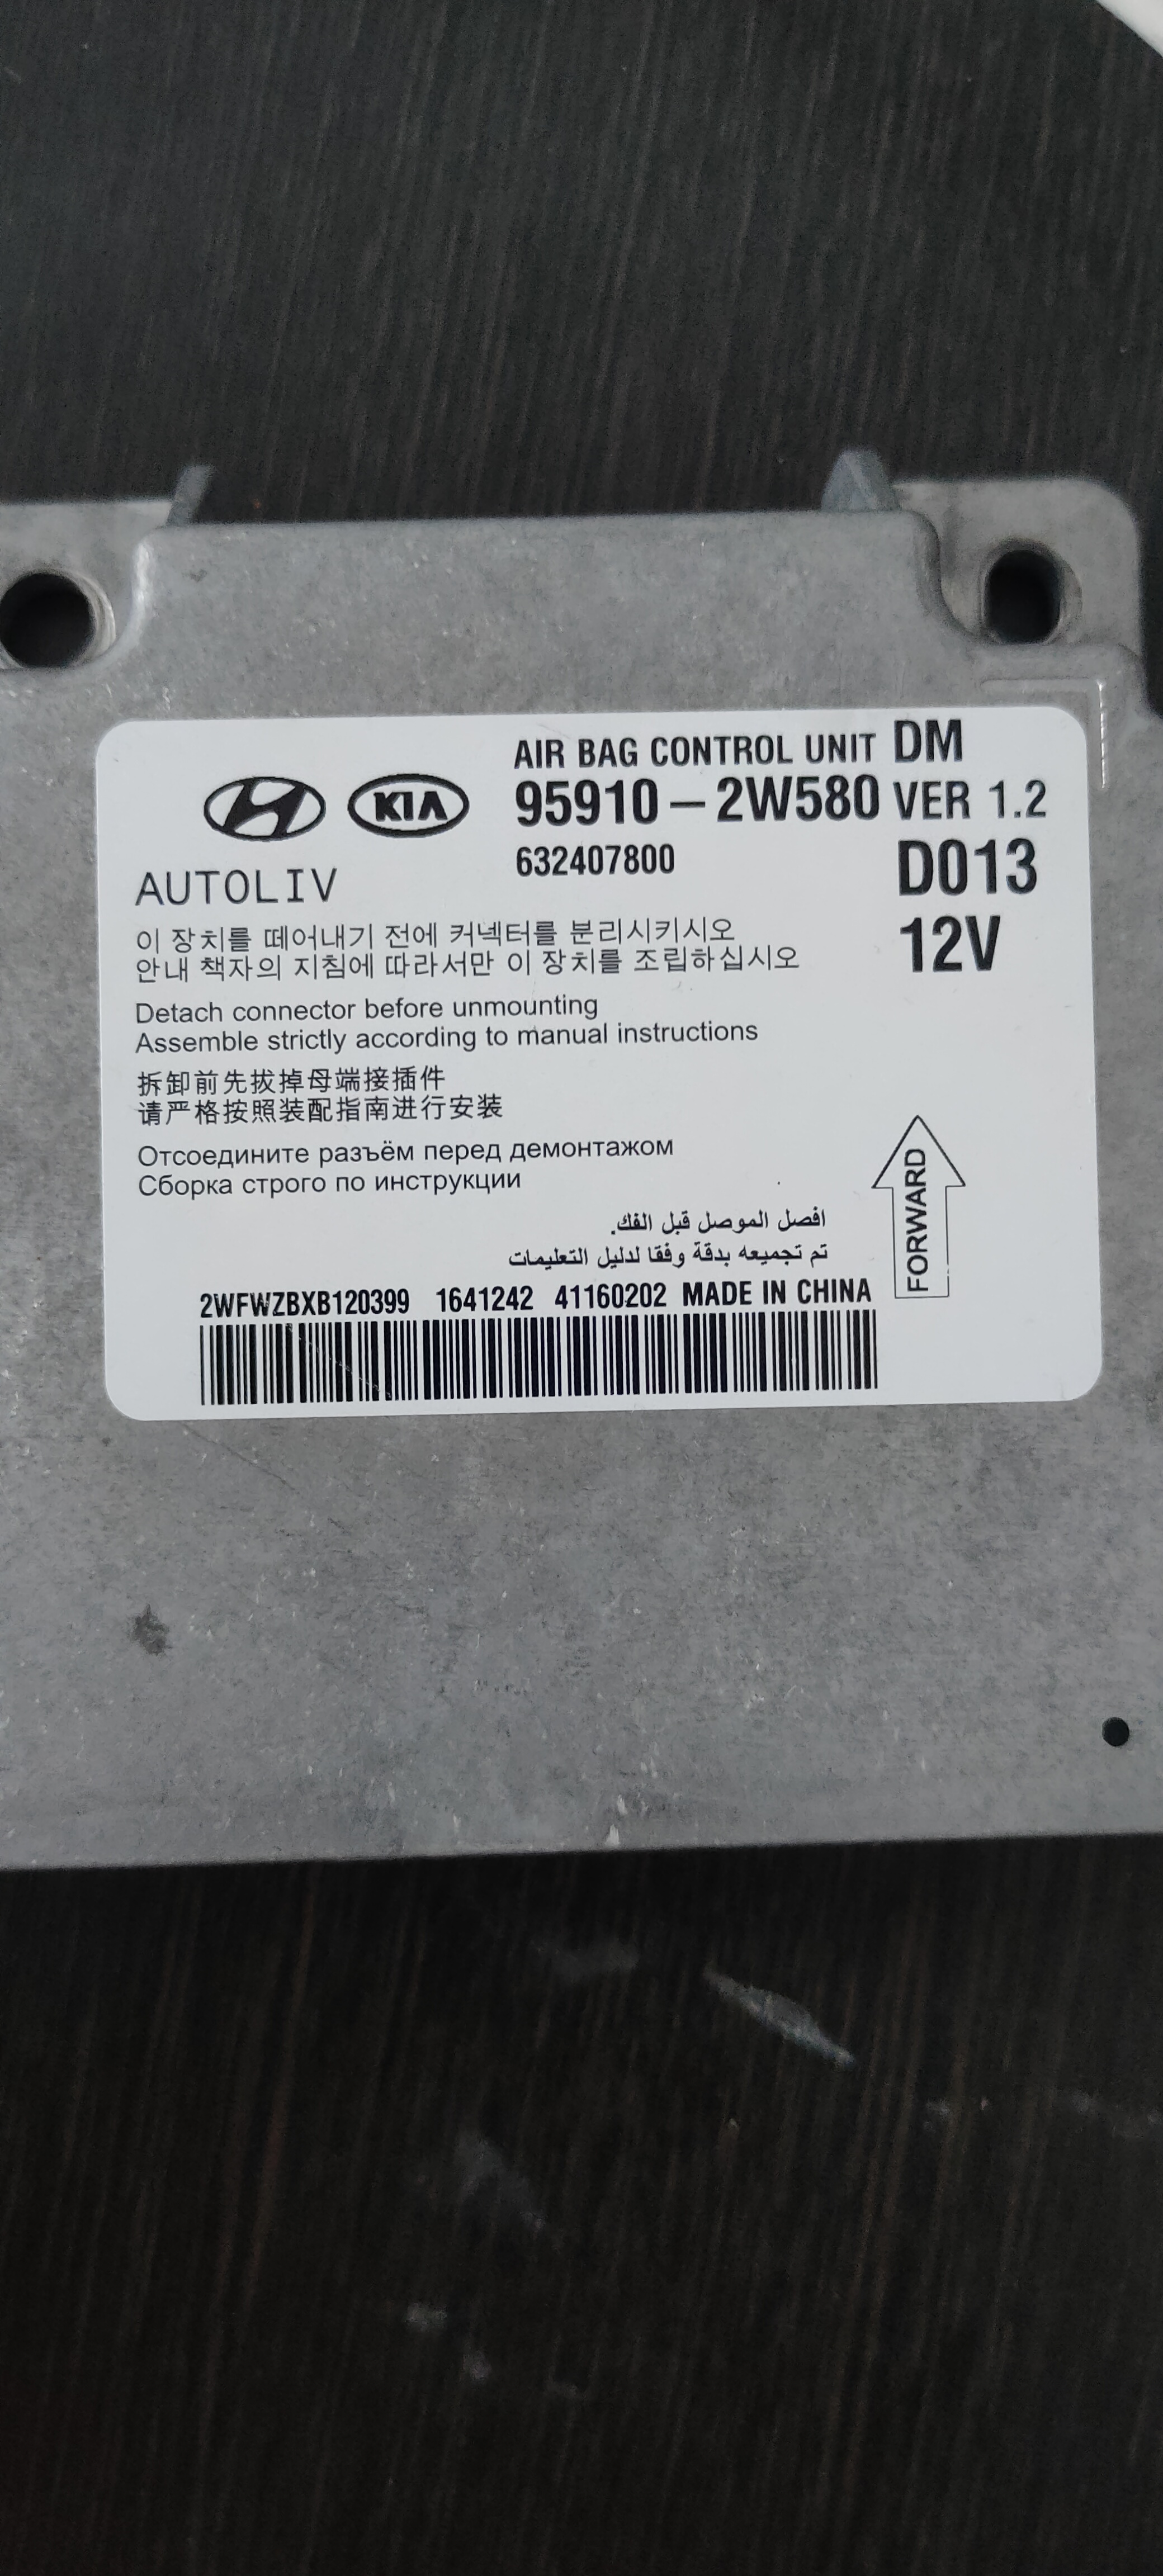 AIR BAG CONTROL UNIT DM
KIA
95910-2W580 VER 1.2
632407800
D013
AUTOLIV
12V
이 장치를 떼어내기 전에 커넥터를 분리시키시오
안내 책자의 지침에 따라서만 이 장치를 조립하십시오
Detach connector before unmounting
Assemble strictly according to manual instructions
拆卸前先拔掉母端接插件
请严格按照装配指南进行安装
Отсоедините разъём перед демонтажом
Сборка строго по инструкции
افصل الموصل قبل الفك.
تم تجميعه بدقة وفقا لدليل التعليمات
FORWARD
2WFWZBXB120399 1641242 41160202 MADE IN CHINA